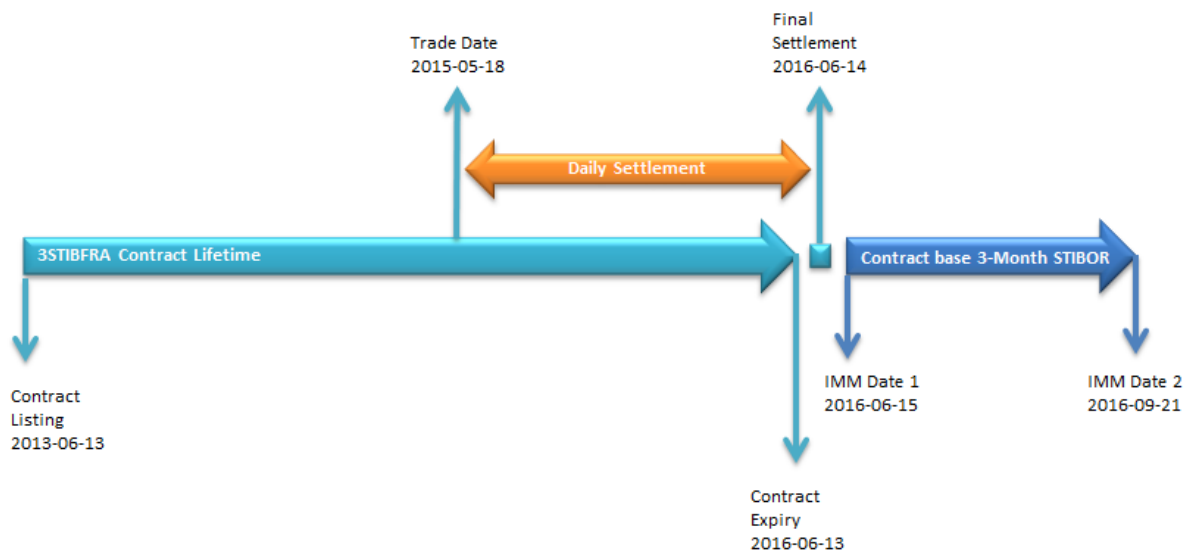 Trade Date
2015-05-18
Final
Settlement
2016-06-14
Daily Settlement
3STIBFRA Contract Lifetime
Contract base 3-Month STIBOR
Contract
Listing
2013-06-13
IMM Date 1
2016-06-15
IMM Date 2
2016-09-21
Contract
Expiry
2016-06-13